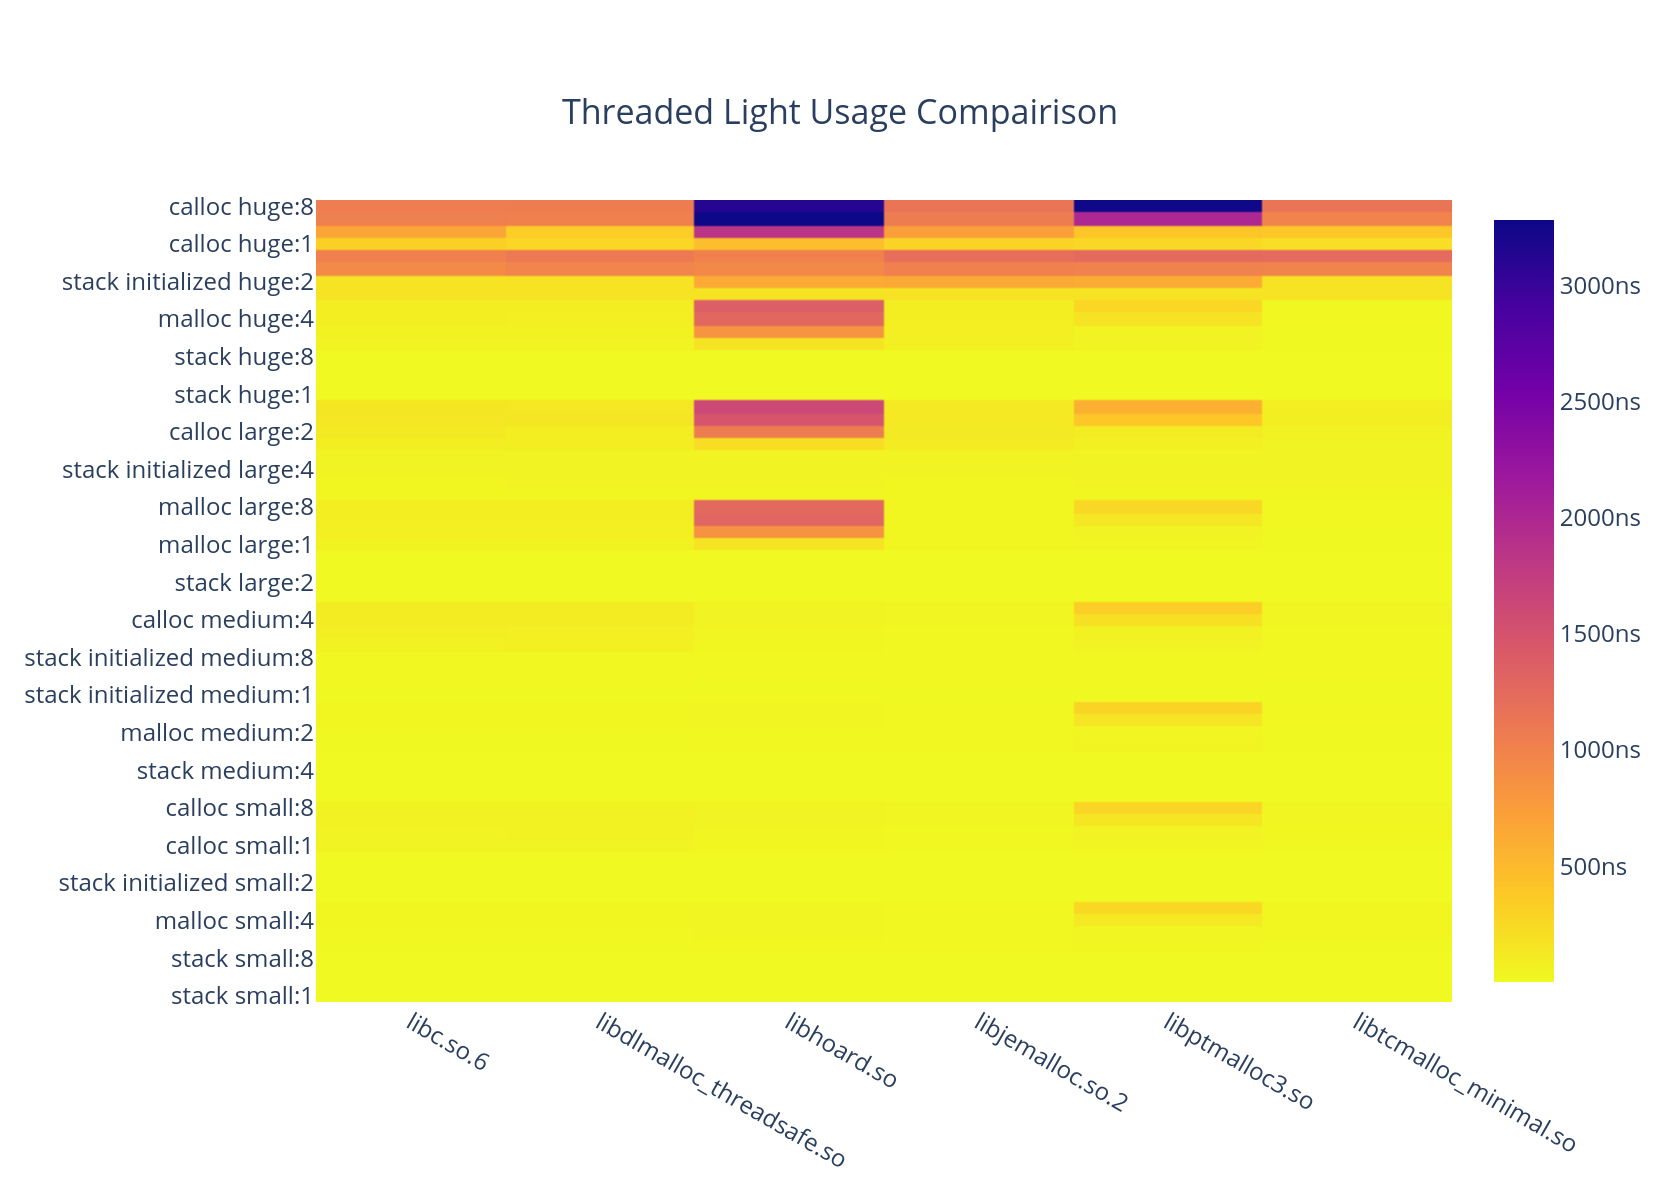 Threaded Light Usage Compairison
calloc huge:8
calloc huge:1
stack initialized huge:2
malloc huge:4
stack huge:8
stack huge:1
calloc large:2
stack initialized large:4
malloc large:8
malloc large:1
stack large:2
calloc medium:4
stack initialized medium:8
stack initialized medium:1
malloc medium:2
stack medium:4
calloc small:8
calloc small:1
stack initialized small:2
malloc small:4
stack small:8
stack small:1
libc.so.6
libdlmalloc_threadsafe.so
libhoard.so
libjemalloc.so.2
libptmalloc3.so
libtcmalloc_minimal.so
3000ns
2500ns
2000ns
1500ns
1000ns
500ns